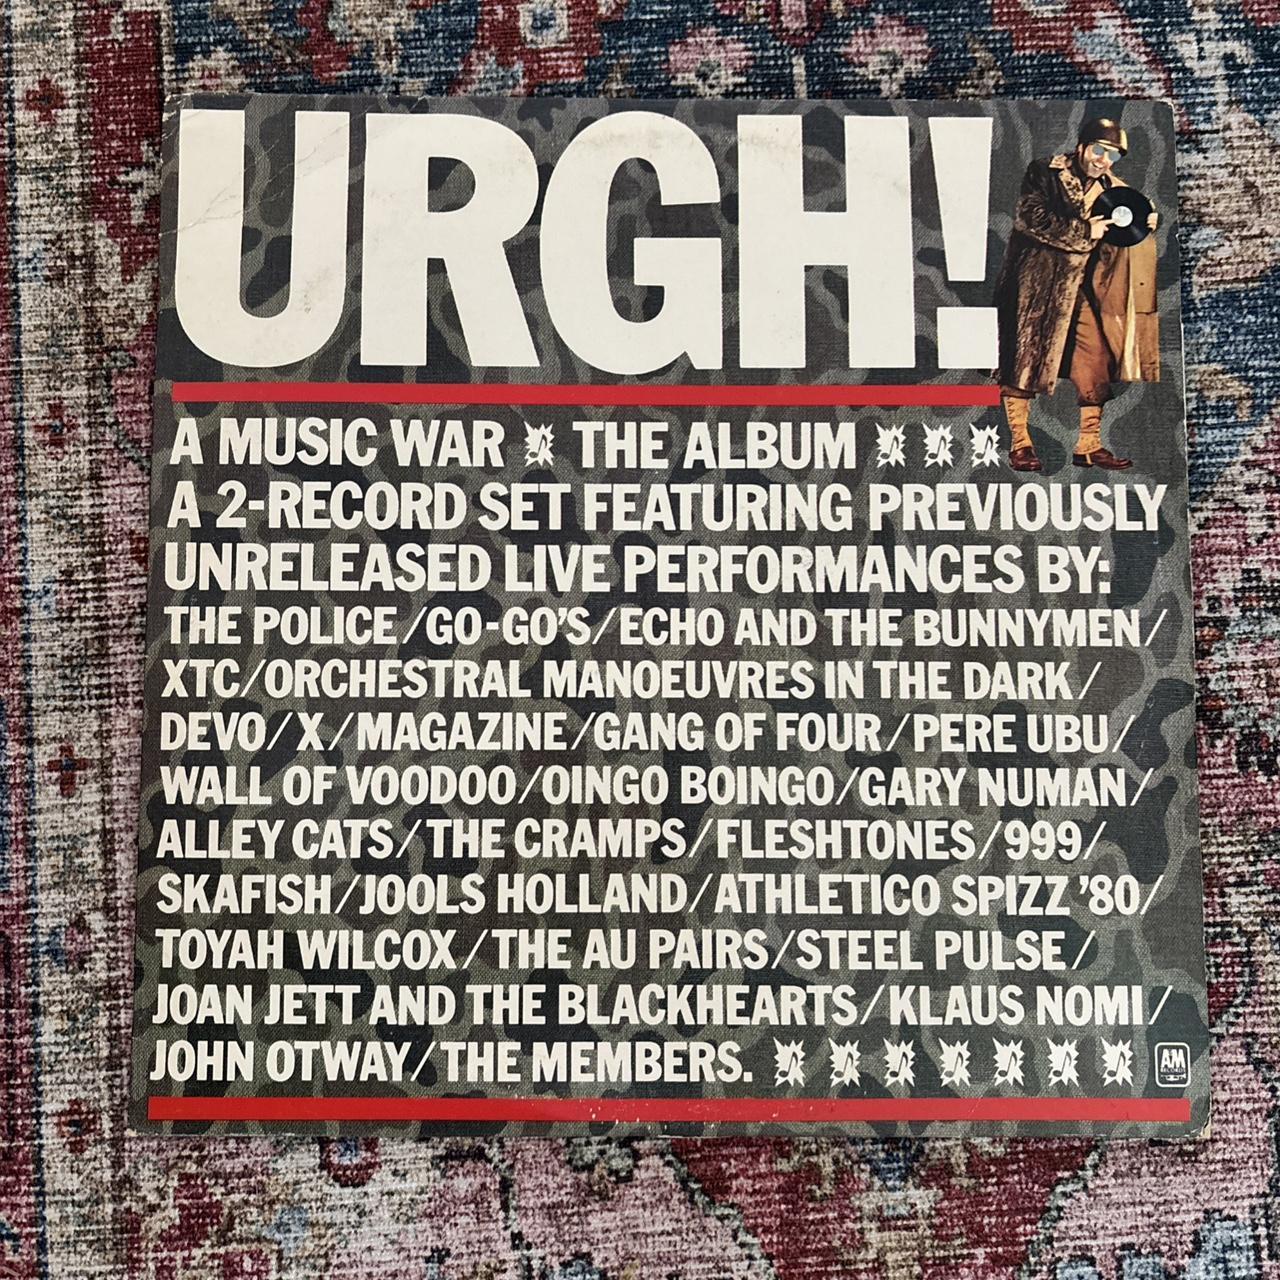 URGH!
A MUSIC WAR THE ALBUM
A 2-RECORD SET FEATURING PREVIOUSLY
UNRELEASED LIVE PERFORMANCES BY:
THE POLICE/GO-GO'S/ECHO AND THE BUNNYMEN/
XTC/ORCHESTRAL MANOEUVRES IN THE DARK/
DEVO/X/MAGAZINE/GANG OF FOUR/PERE UBU/
WALL OF VOODOO/OINGO BOINGO/GARY NUMAN/
ALLEY CATS/THE CRAMPS/FLESHTONES/999/
SKAFISH/JOOLS HOLLAND/ATHLETICO SPIZZ '80/
TOYAH WILCOX/THE AU PAIRS/STEEL PULSE/
JOAN JETT AND THE BLACKHEARTS/KLAUS NOMI/
JOHN OTWAY/THE MEMBERS.
AM
RECORDS